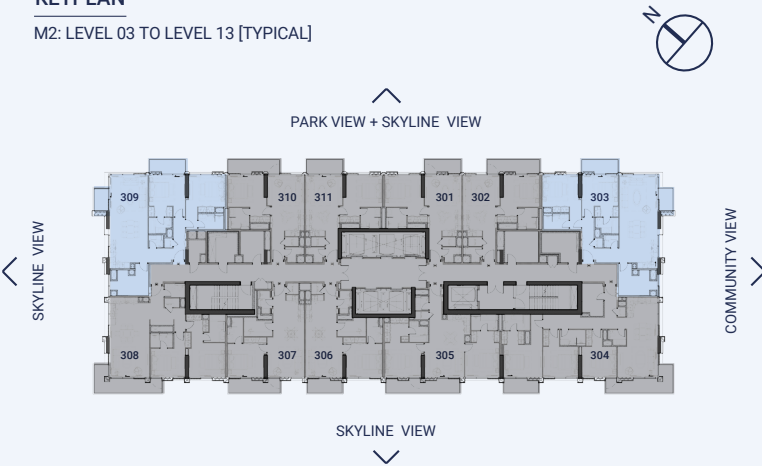 KEYPLAN
M2: LEVEL 03 TO LEVEL 13 [TYPICAL]
N
PARK VIEW + SKYLINE VIEW
309
310
311
301
302
303
SKYLINE VIEW
COMMUNITY VIEW
308
307
306
305
304
SKYLINE VIEW